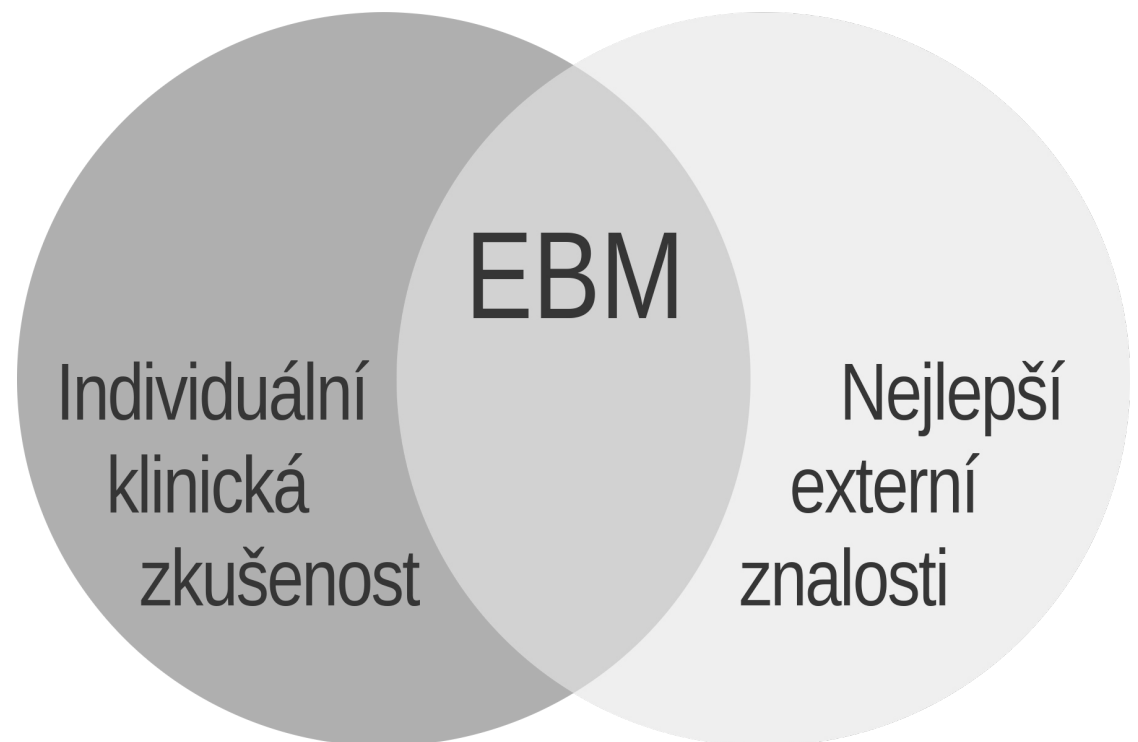 EBM
Individuální
klinická
zkušenost
Nejlepší
externí
znalosti